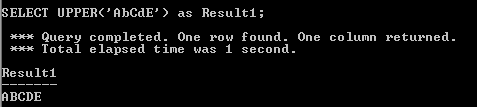 SELECT UPPER('AbCdE') as Result1;
*** Query completed. One row found. One column returned.
*** Total elapsed time was 1 second.
Result1
-------
ABCDE